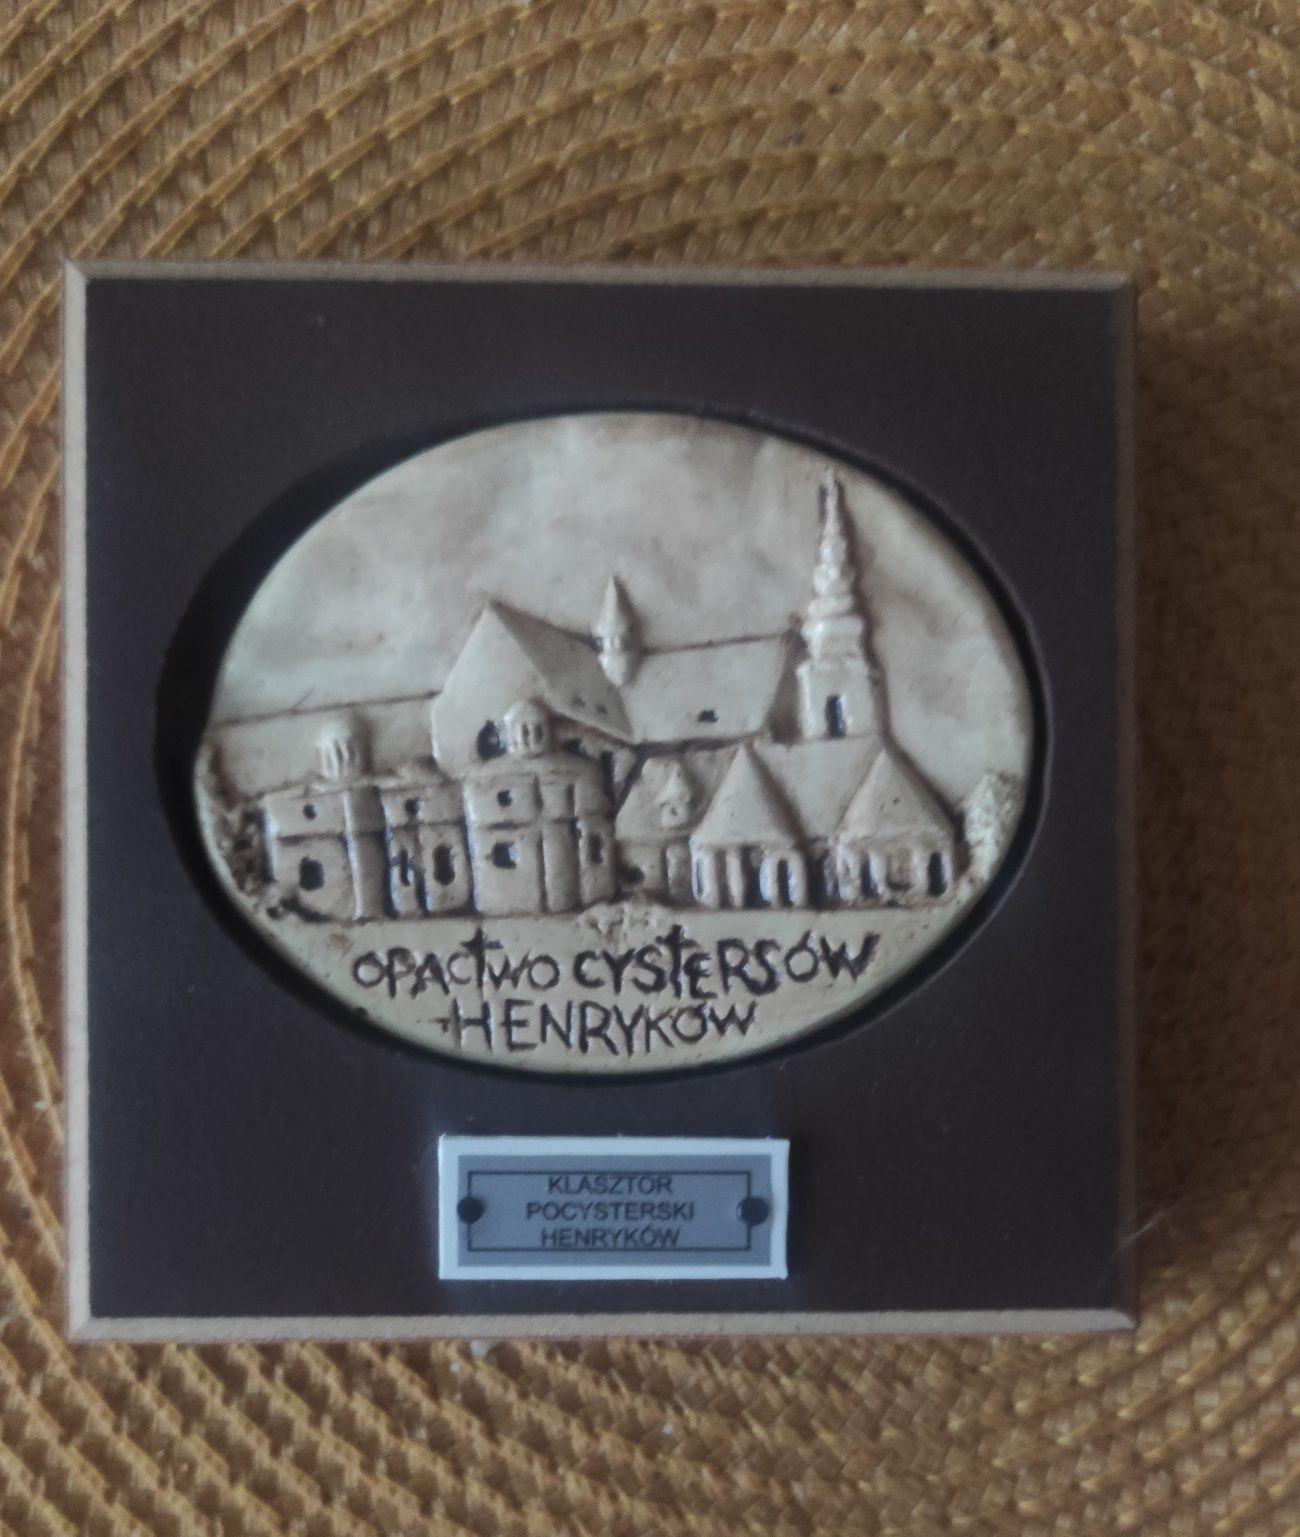 OPACTWO CYSTERSÓW
HENRYKÓW
KLASZTOR
POCYSTERSKI
HENRYKÓW